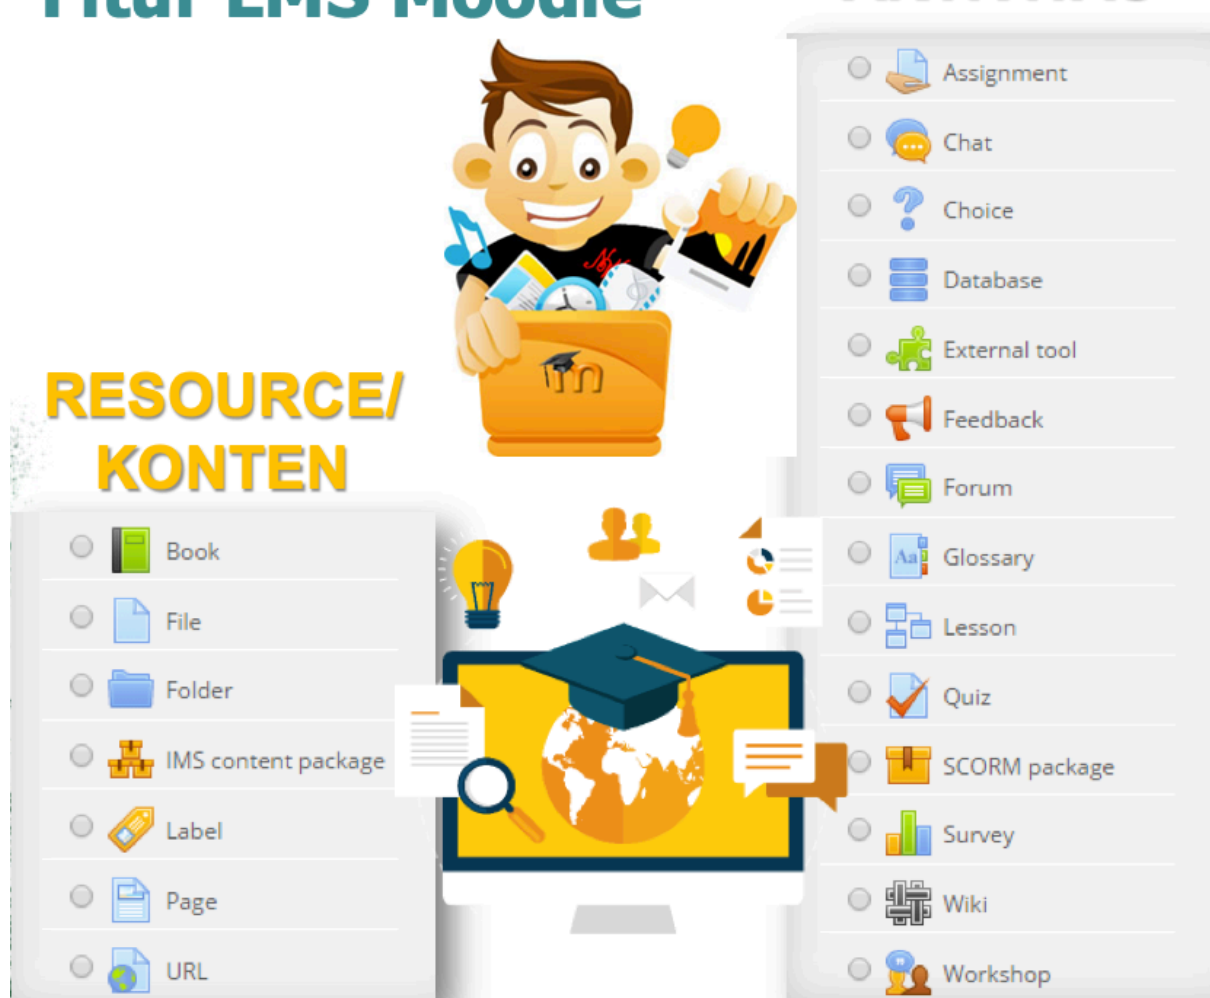 Fitur LMS Moodle
RESOURCE/
KONTEN
Book
File
Folder
IMS content package
Label
Page
URL
Assignment
Chat
Choice
Database
External tool
Feedback
Forum
Aa
Glossary
Lesson
Quiz
SCORM package
Survey
Wiki
Workshop